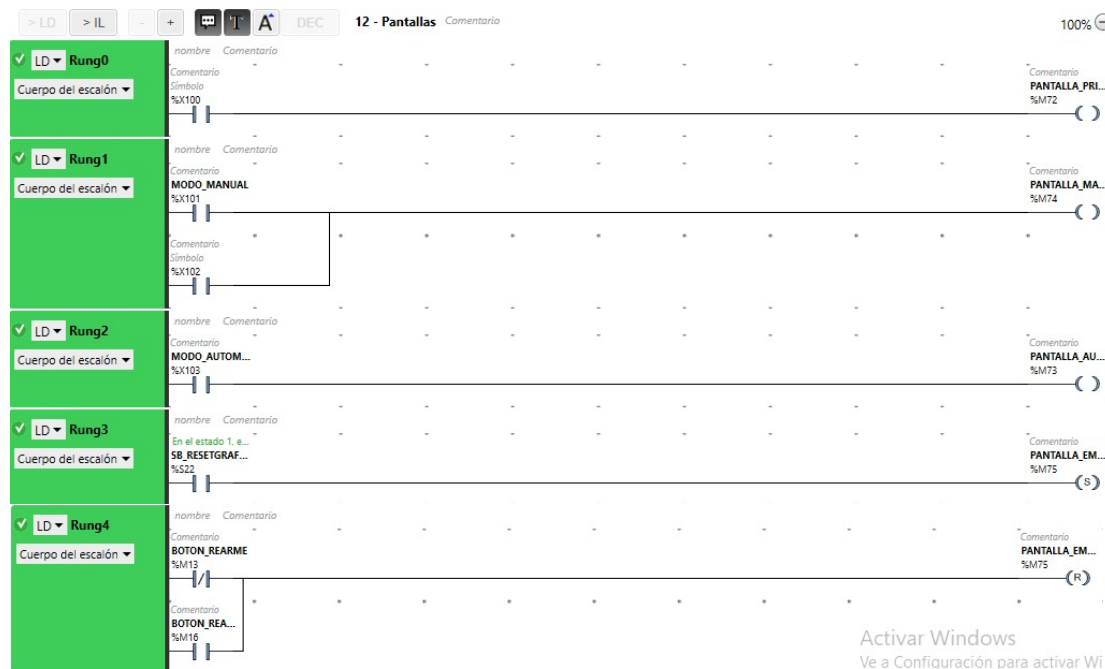 > LD > IL - + T A DEC 12 - Pantallas Comentario 100%
LD Rung0
Cuerpo del escalón
nombre Comentario
Comentario
Símbolo
%X100
Comentario
PANTALLA_PRI...
%M72
LD Rung1
Cuerpo del escalón
nombre Comentario
Comentario
MODO_MANUAL
%X101
Comentario
PANTALLA_MA...
%M74
Comentario
Símbolo
%X102
LD Rung2
Cuerpo del escalón
nombre Comentario
Comentario
MODO_AUTOM...
%X103
Comentario
PANTALLA_AU...
%M73
LD Rung3
Cuerpo del escalón
nombre Comentario
En el estado 1, e...
SB_RESETGRAF...
%S22
Comentario
PANTALLA_EM...
%M75
S
LD Rung4
Cuerpo del escalón
nombre Comentario
Comentario
BOTON_REARME
%M13
Comentario
PANTALLA_EM...
%M75
R
Comentario
BOTON_REA...
%M16
Activar Windows
Ve a Configuración para activar Wi